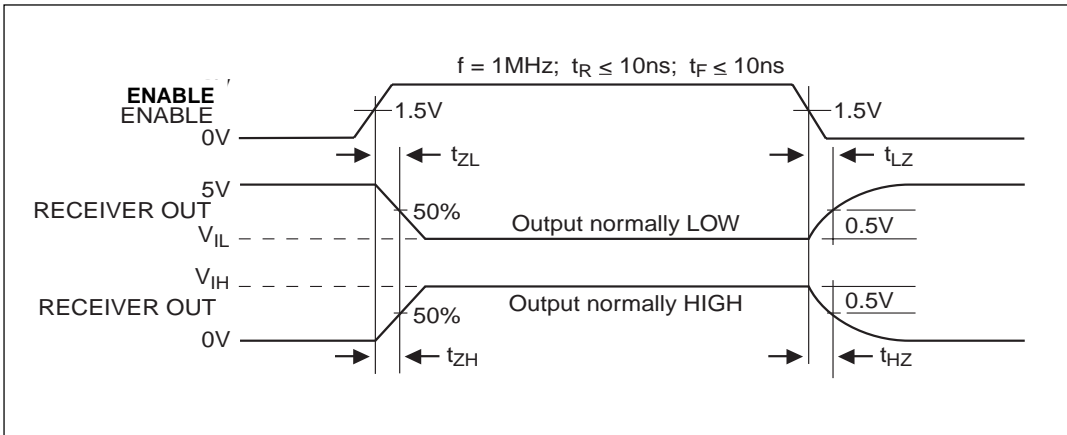 f = 1MHz; tR ≤ 10ns; tF ≤ 10ns
ENABLE
ENABLE
1.5V
1.5V
0V
tZL
tLZ
5V
RECEIVER OUT
50%
Output normally LOW
0.5V
VIL
VIH
RECEIVER OUT
50%
Output normally HIGH
0.5V
0V
tZH
tHZ